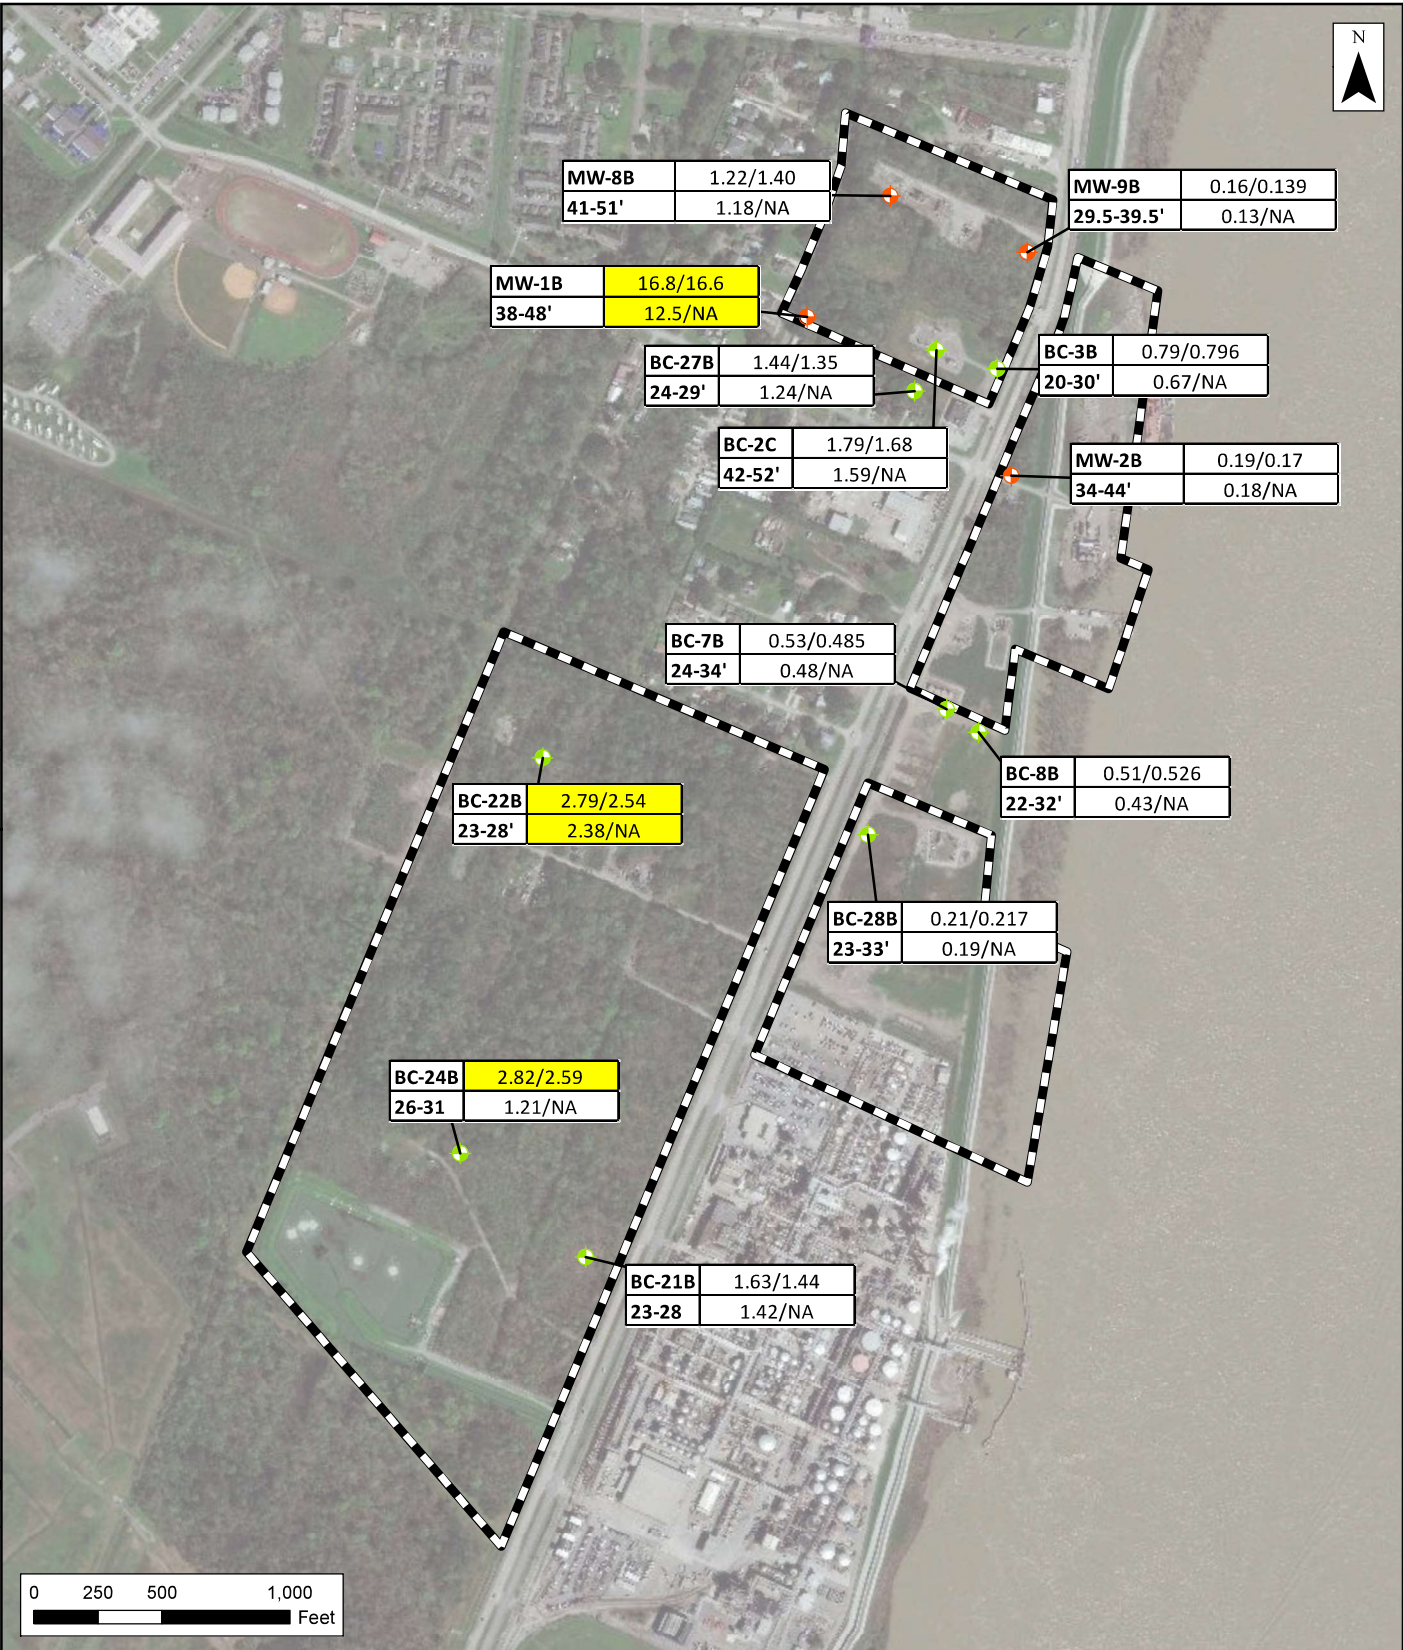 N
MW-8B 1.22/1.40
41-51' 1.18/NA
MW-9B 0.16/0.139
29.5-39.5' 0.13/NA
MW-1B 16.8/16.6
38-48' 12.5/NA
BC-3B 0.79/0.796
20-30' 0.67/NA
BC-27B 1.44/1.35
24-29' 1.24/NA
BC-2C 1.79/1.68
42-52' 1.59/NA
MW-2B 0.19/0.17
34-44' 0.18/NA
BC-7B 0.53/0.485
24-34' 0.48/NA
BC-8B 0.51/0.526
22-32' 0.43/NA
BC-22B 2.79/2.54
23-28' 2.38/NA
BC-28B 0.21/0.217
23-33' 0.19/NA
BC-24B 2.82/2.59
26-31 1.21/NA
BC-21B 1.63/1.44
23-28 1.42/NA
0 250 500 1,000
Feet